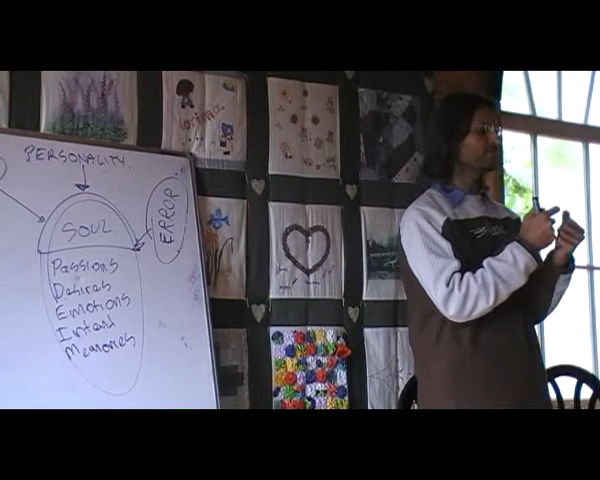 PERSONALITY.
SOUL
ERROR
Passions
Desires
Emotions
Intent
Memories